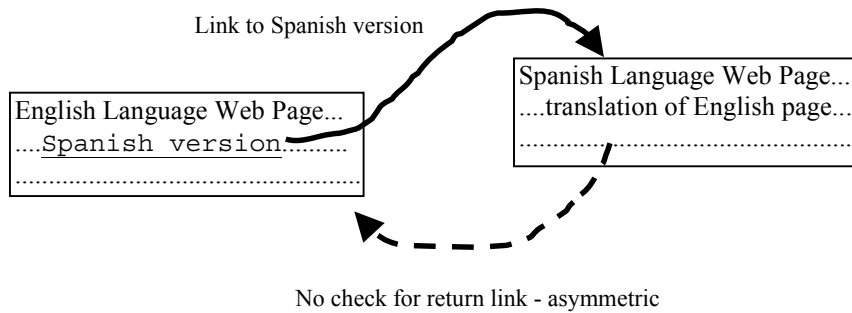 Link to Spanish version
English Language Web Page...
....Spanish version..........
................................................
Spanish Language Web Page...
....translation of English page...
..............................................
No check for return link - asymmetric